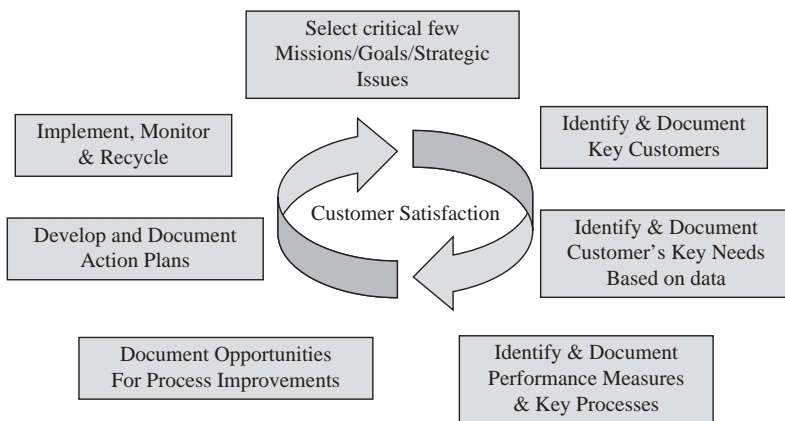 Select critical few
Missions/Goals/Strategic
Issues
Identify & Document
Key Customers
Identify & Document
Customer’s Key Needs
Based on data
Identify & Document
Performance Measures
& Key Processes
Document Opportunities
For Process Improvements
Develop and Document
Action Plans
Implement, Monitor
& Recycle
Customer Satisfaction